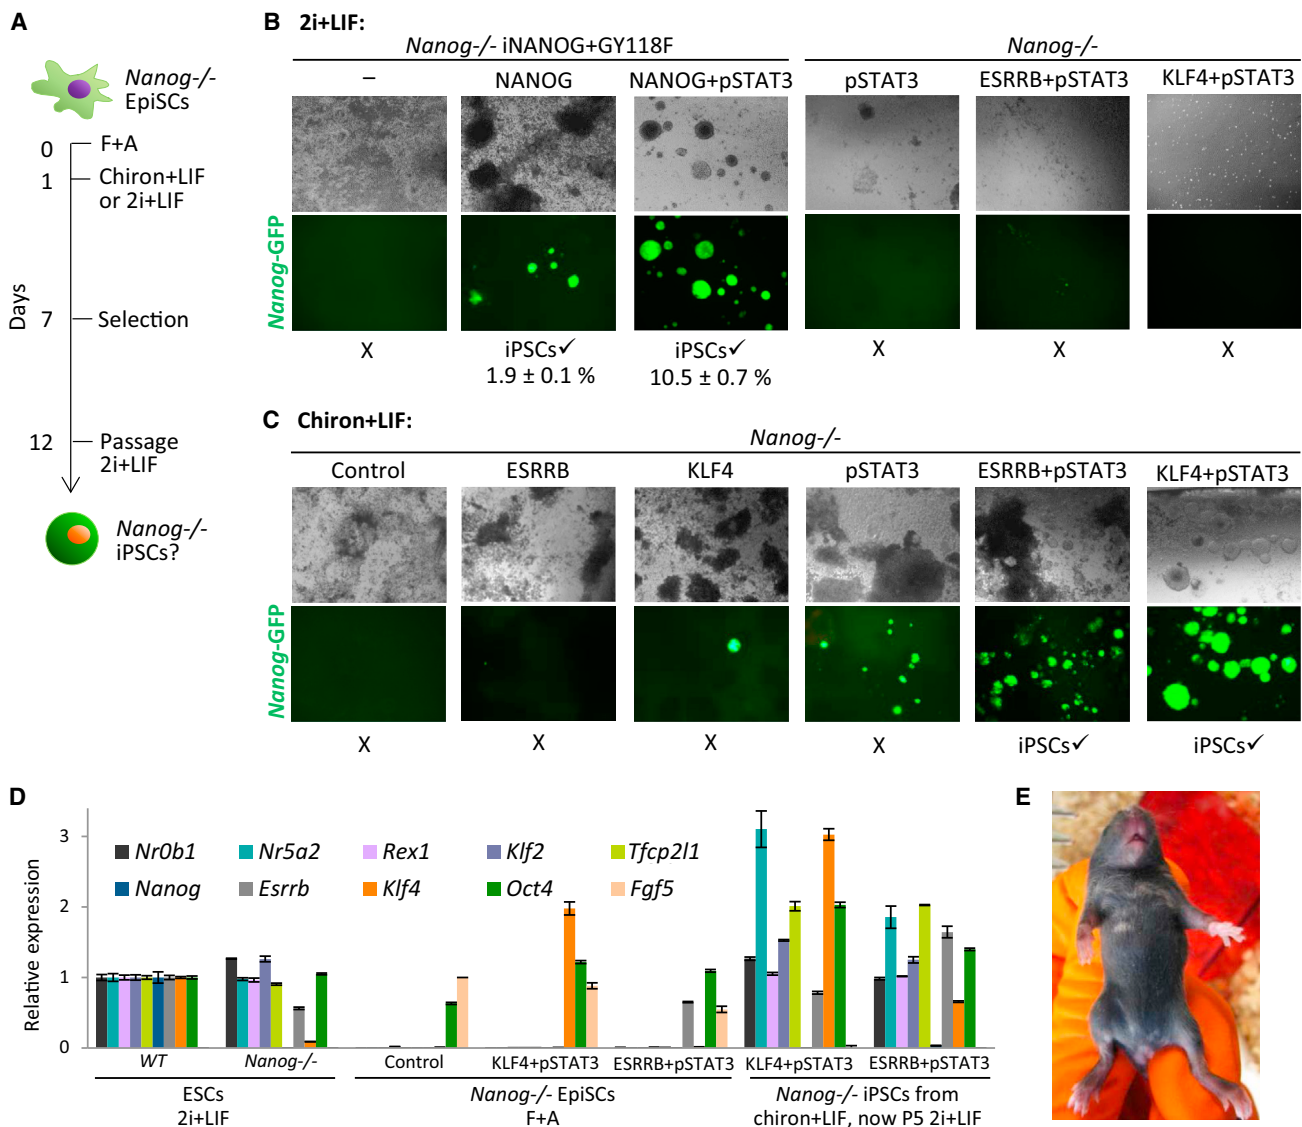 A
Nanog-/-
EpiSCs
0
F+A
1
Chiron+LIF
or 2i+LIF
Days
7
Selection
12
Passage
2i+LIF
Nanog-/-
iPSCs?
B 2i+LIF:
Nanog-/- iNANOG+GY118F
Nanog-/-
– NANOG NANOG+pSTAT3 pSTAT3 ESRRB+pSTAT3 KLF4+pSTAT3
Nanog-GFP
X iPSCs✓ iPSCs✓ X X X
1.9 ± 0.1 % 10.5 ± 0.7 %
C Chiron+LIF:
Nanog-/-
Control ESRRB KLF4 pSTAT3 ESRRB+pSTAT3 KLF4+pSTAT3
Nanog-GFP
X X X X iPSCs✓ iPSCs✓
D
Relative expression
3
2
1
0
Nr0b1 Nr5a2 Rex1 Klf2 Tfcp2l1
Nanog Esrrb Klf4 Oct4 Fgf5
WT Nanog-/- Control KLF4+pSTAT3 ESRRB+pSTAT3 KLF4+pSTAT3 ESRRB+pSTAT3
ESCs
2i+LIF
Nanog-/- EpiSCs
F+A
Nanog-/- iPSCs from
chiron+LIF, now P5 2i+LIF
E